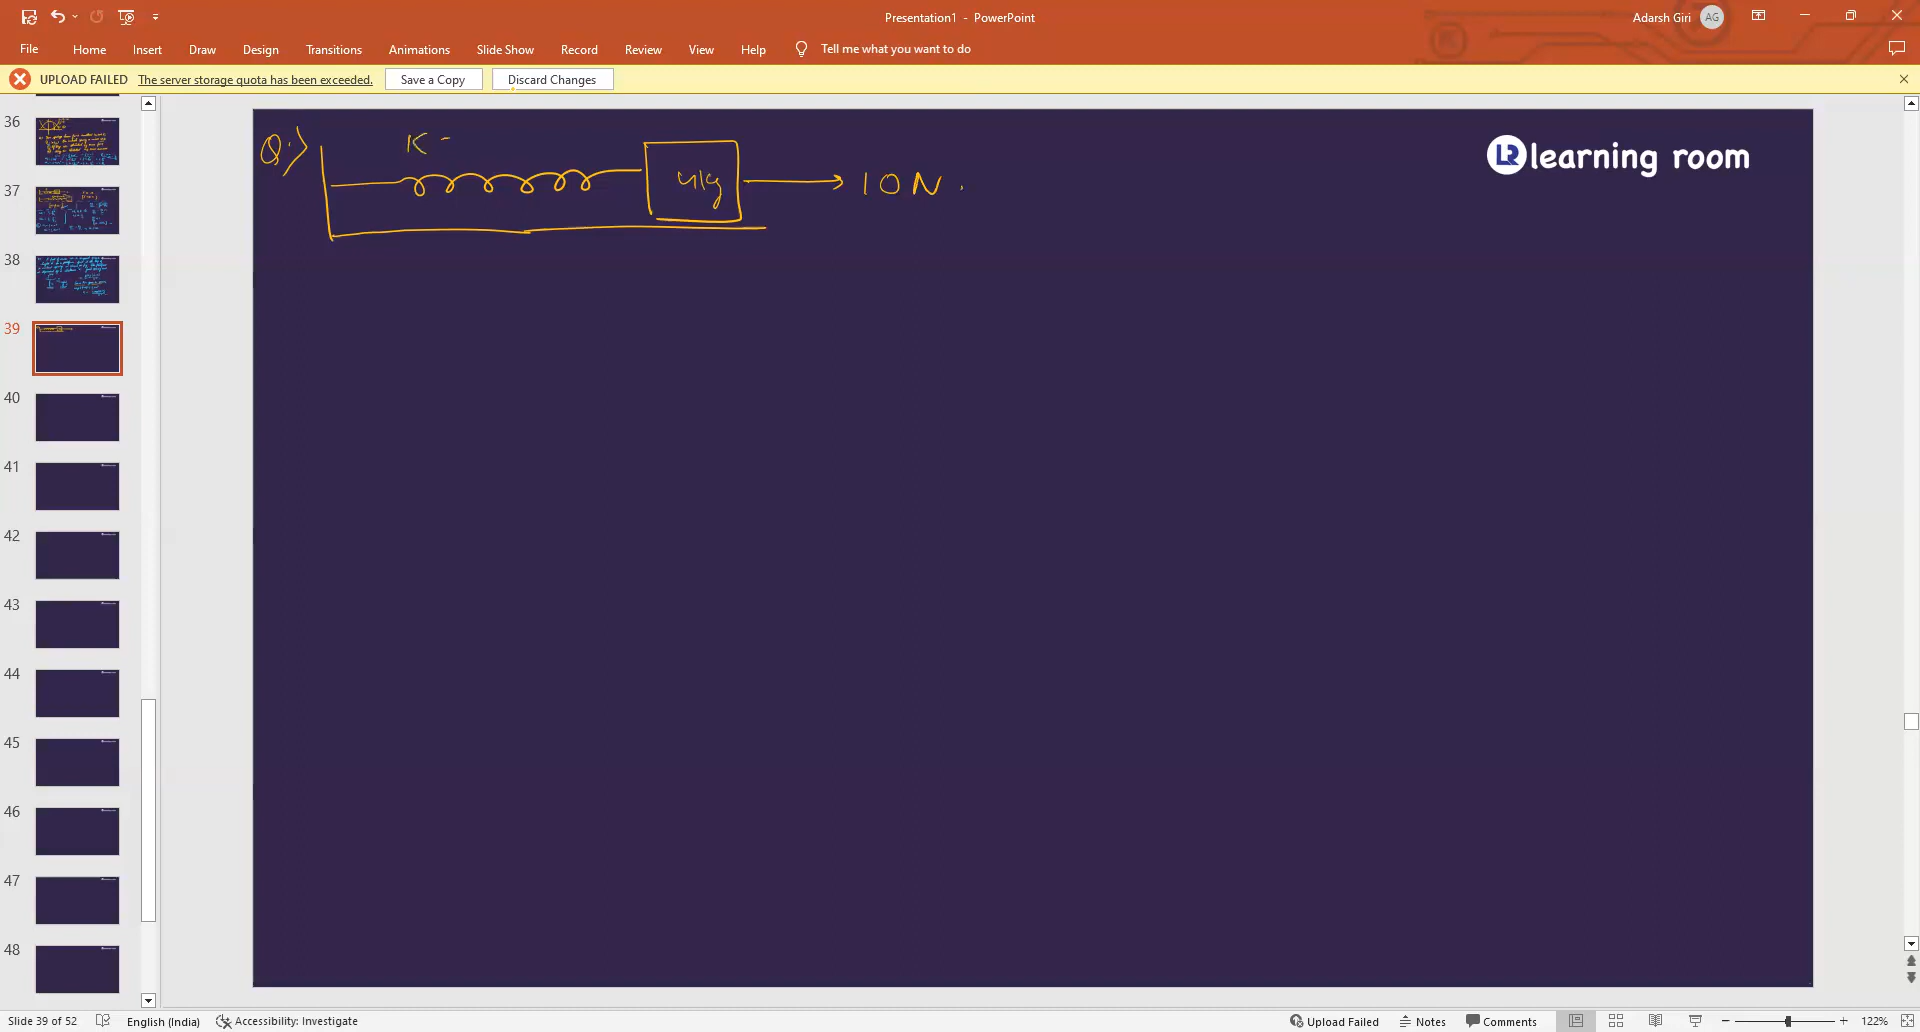 Presentation1 - PowerPoint
Adarsh Giri AG
File Home Insert Draw Design Transitions Animations Slide Show Record Review View Help Tell me what you want to do
UPLOAD FAILED The server storage quota has been exceeded. Save a Copy Discard Changes
36
37
38
39
40
41
42
43
44
45
46
47
48
Q.)
K -
4kg
10 N.
LR learning room
Slide 39 of 52 English (India) Accessibility: Investigate Upload Failed Notes Comments 122%